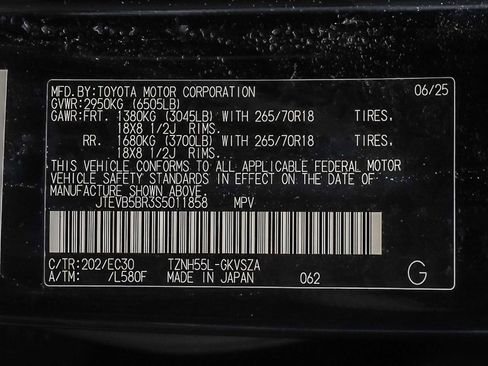 MFD.BY:TOYOTA MOTOR CORPORATION 06/25
GVWR:2950KG (6505LB)
GAWR:FRT. 1380KG (3045LB) WITH 265/70R18 TIRES.
18X8 1/2J RIMS.
RR. 1680KG (3700LB) WITH 265/70R18 TIRES.
18X8 1/2J RIMS.
THIS VEHICLE CONFORMS TO ALL APPLICABLE FEDERAL MOTOR
VEHICLE SAFETY STANDARDS IN EFFECT ON THE DATE OF
MANUFACTURE SHOWN ABOVE.
JTEVB5BR3S5011858 MPV
C/TR:202/EC30 TZNH55L-GKVSZA
A/TM: /L580F MADE IN JAPAN 062 G